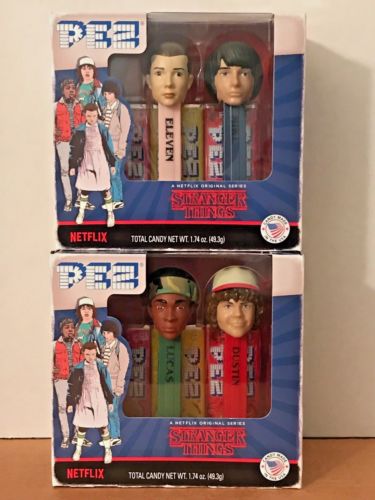 PEZ
ELEVEN
PEZ
PEZ
PEZ
A NETFLIX ORIGINAL SERIES
STRANGER
THINGS
NETFLIX
TOTAL CANDY NET WT. 1.74 oz. (49.3g)
PEZ
LUCAS
DUSTIN
PEZ
PEZ
PEZ
A NETFLIX ORIGINAL SERIES
STRANGER
THINGS
NETFLIX
TOTAL CANDY NET WT. 1.74 oz. (49.3g)